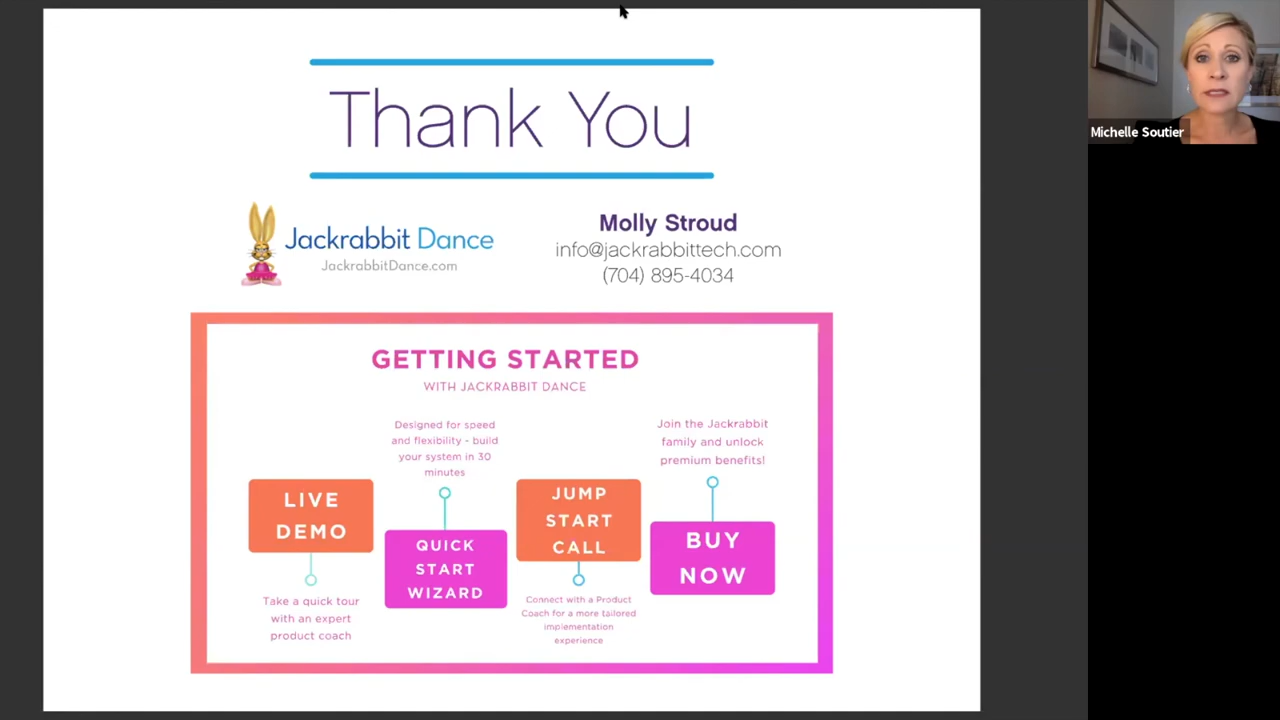 Thank You
Jackrabbit Dance
JackrabbitDance.com
Molly Stroud
info@jackrabbittech.com
(704) 895-4034
GETTING STARTED
WITH JACKRABBIT DANCE
LIVE
DEMO
Take a quick tour
with an expert
product coach
Designed for speed
and flexibility - build
your system in 30
minutes
QUICK
START
WIZARD
JUMP
START
CALL
Connect with a Product
Coach for a more tailored
implementation
experience
Join the Jackrabbit
family and unlock
premium benefits!
BUY
NOW
Michelle Soutier